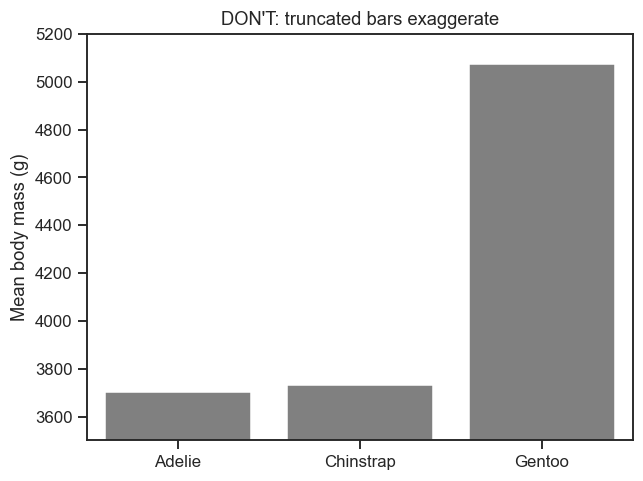 DON'T: truncated bars exaggerate
5200
5000
4800
4600
4400
4200
4000
3800
3600
Mean body mass (g)
Adelie
Chinstrap
Gentoo